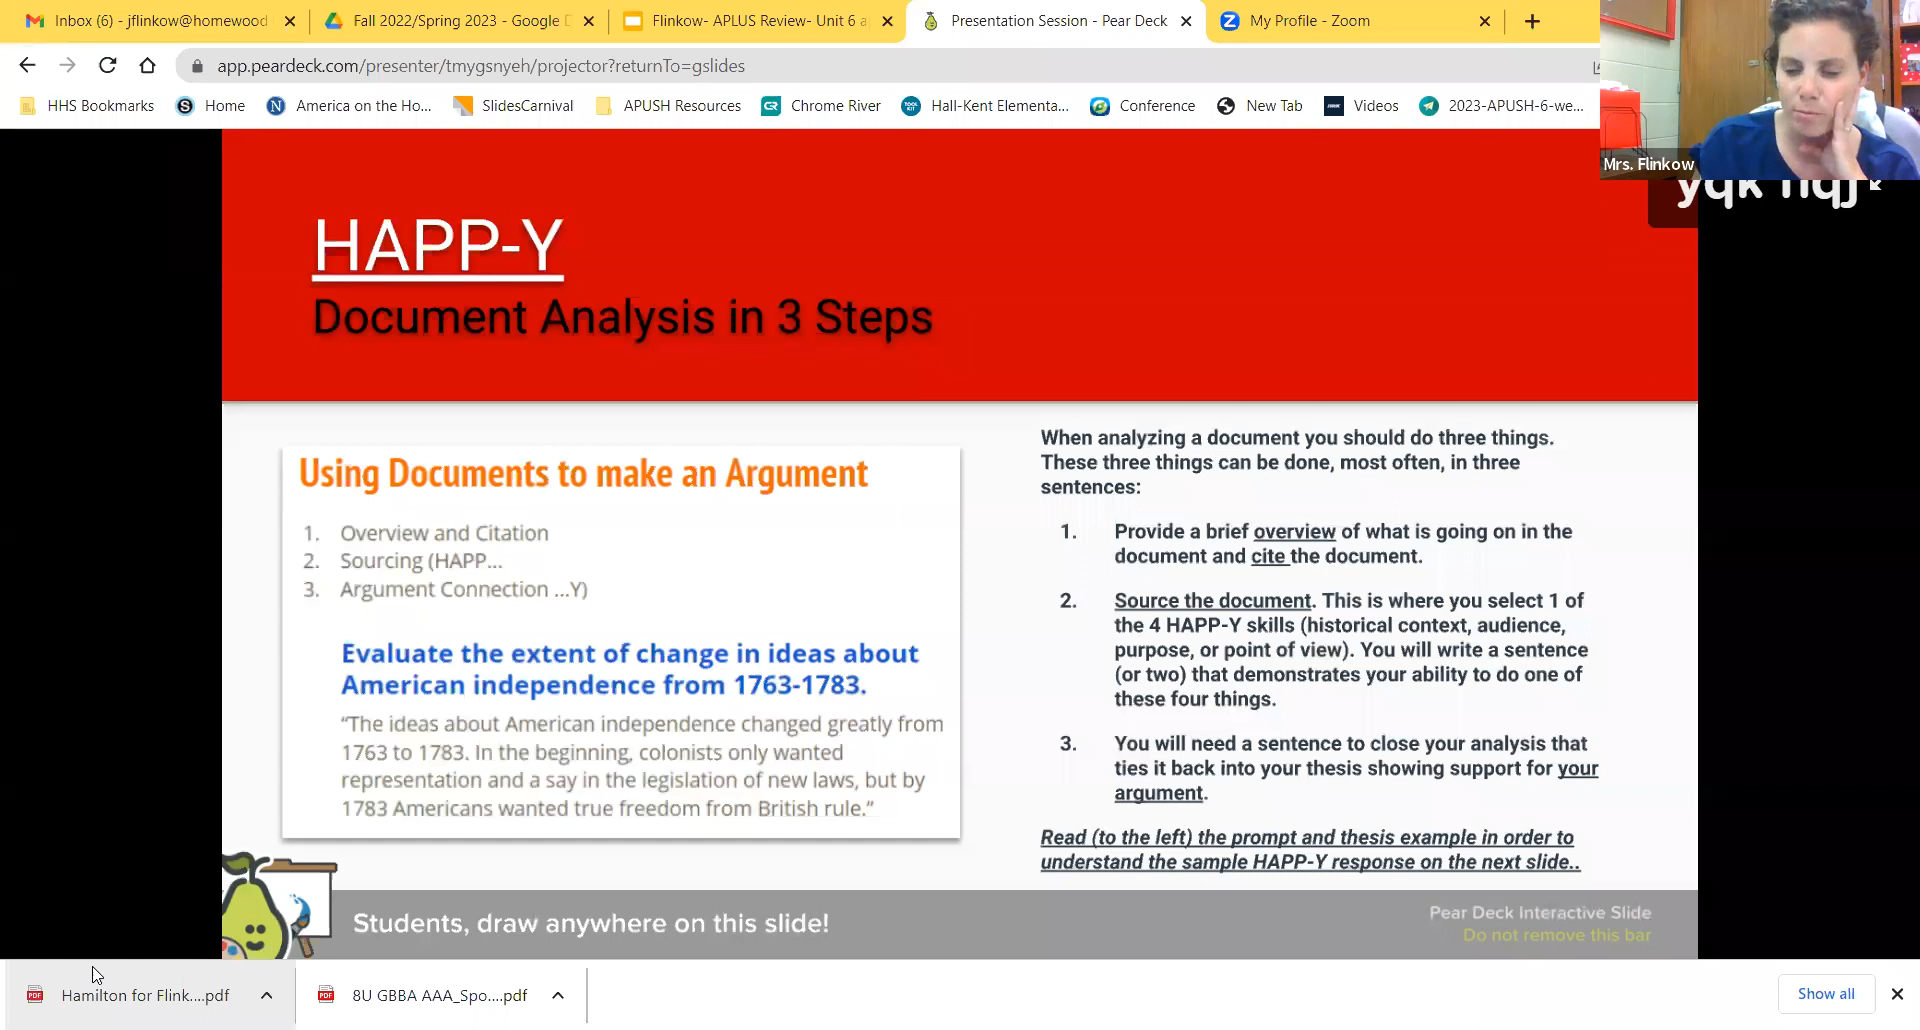 Inbox (6) - jflinkow@homewood
Fall 2022/Spring 2023 - Google D
Flinkow- APLUS Review- Unit 6 a
Presentation Session - Pear Deck
My Profile - Zoom
app.peardeck.com/presenter/tmygsnyeh/projector?returnTo=gslides
HHS Bookmarks
Home
America on the Ho...
SlidesCarnival
APUSH Resources
Chrome River
Hall-Kent Elementa...
Conference
New Tab
Videos
2023-APUSH-6-we...
Mrs. Flinkow
HAPP-Y
Document Analysis in 3 Steps
Using Documents to make an Argument
1. Overview and Citation
2. Sourcing (HAPP...
3. Argument Connection ...Y)
Evaluate the extent of change in ideas about
American independence from 1763-1783.
“The ideas about American independence changed greatly from
1763 to 1783. In the beginning, colonists only wanted
representation and a say in the legislation of new laws, but by
1783 Americans wanted true freedom from British rule.”
When analyzing a document you should do three things.
These three things can be done, most often, in three
sentences:
1. Provide a brief overview of what is going on in the
document and cite the document.
2. Source the document. This is where you select 1 of
the 4 HAPP-Y skills (historical context, audience,
purpose, or point of view). You will write a sentence
(or two) that demonstrates your ability to do one of
these four things.
3. You will need a sentence to close your analysis that
ties it back into your thesis showing support for your
argument.
Read (to the left) the prompt and thesis example in order to
understand the sample HAPP-Y response on the next slide..
Students, draw anywhere on this slide!
Pear Deck Interactive Slide
Do not remove this bar
Hamilton for Flink....pdf
8U GBBA AAA_Spo....pdf
Show all